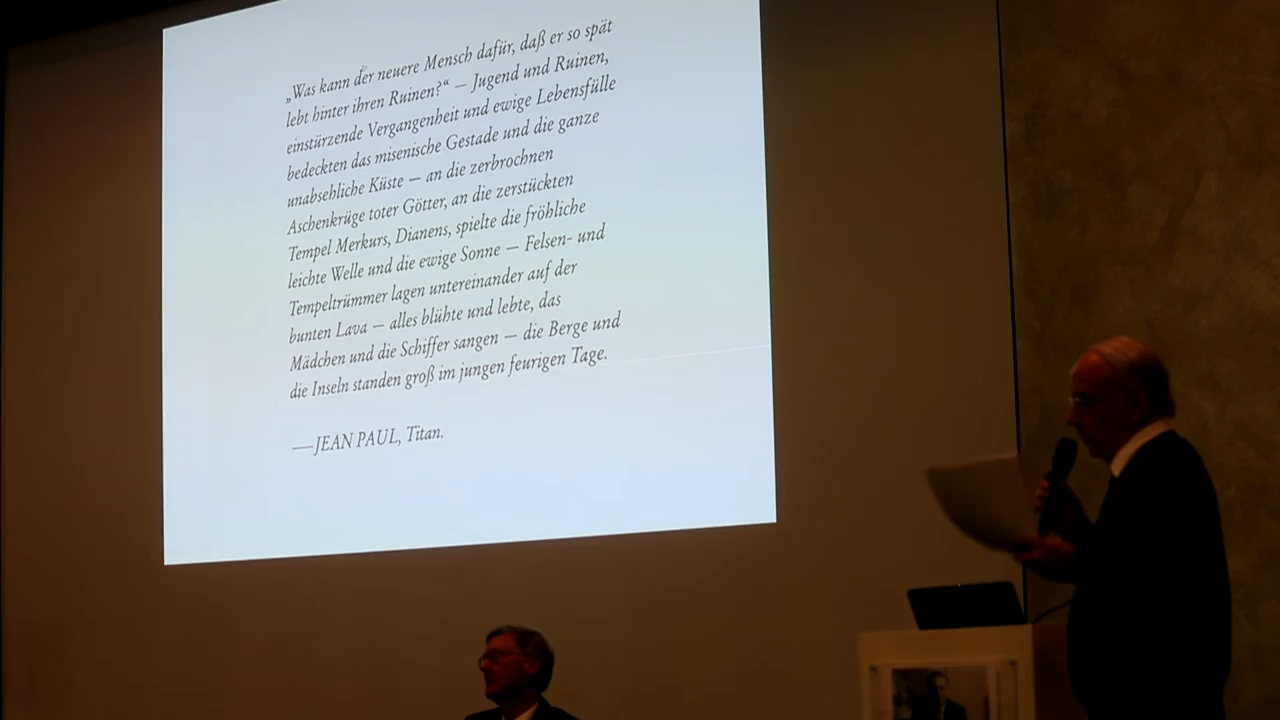 „Was kann der neuere Mensch dafür, daß er so spät
lebt hinter ihren Ruinen?“ — Jugend und Ruinen,
einstürzende Vergangenheit und ewige Lebensfülle
bedeckten das misenische Gestade und die ganze
unabsehliche Küste — an die zerbrochnen
Aschenkrüge toter Götter, an die zerstückten
Tempel Merkurs, Dianens, spielte die fröhliche
leichte Welle und die ewige Sonne — Felsen- und
Tempeltrümmer lagen untereinander auf der
bunten Lava — alles blühte und lebte, das
Mädchen und die Schiffer sangen — die Berge und
die Inseln standen groß im jungen feurigen Tage.
—JEAN PAUL, Titan.